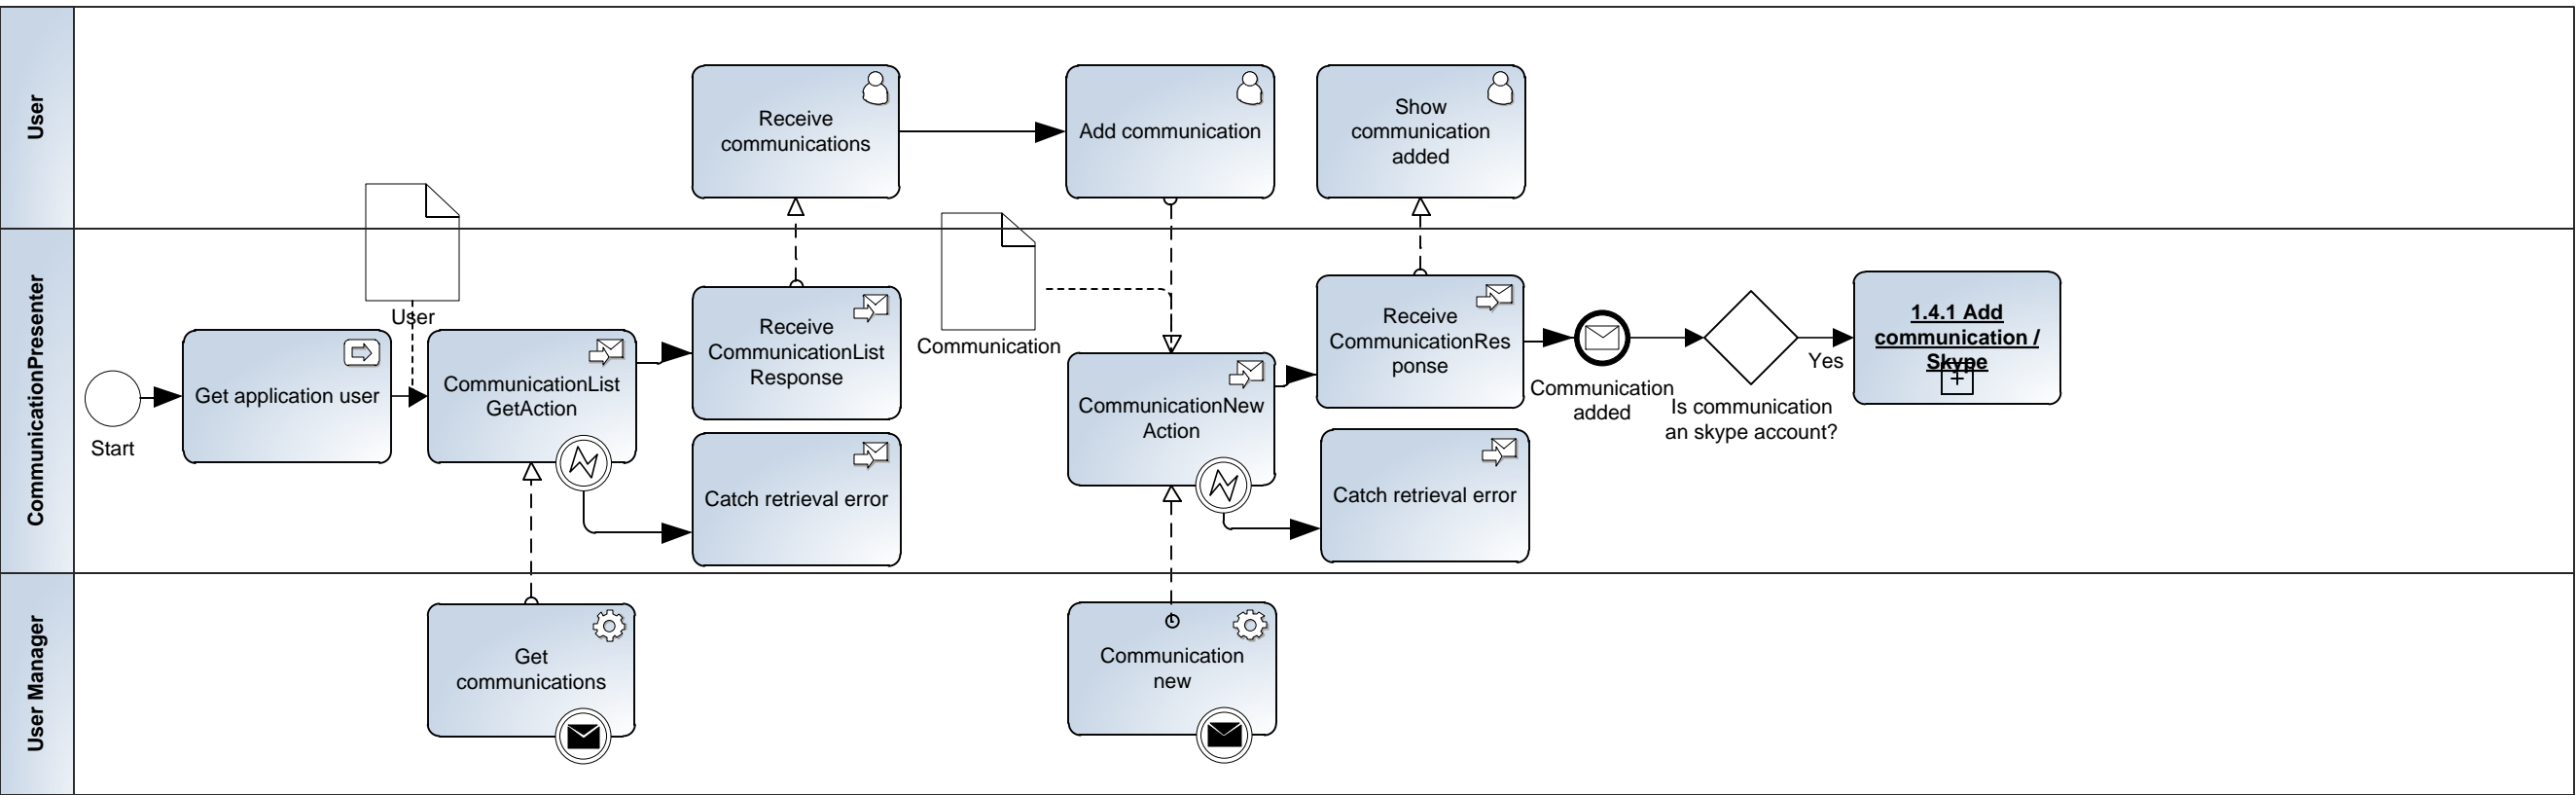 User
Receive
communications
Add communication
Show
communication
added
CommunicationPresenter
Start
Get application user
User
CommunicationList
GetAction
Receive
CommunicationList
Response
Catch retrieval error
Communication
CommunicationNew
Action
Receive
CommunicationRes
ponse
Catch retrieval error
Communication
added
Is communication
an skype account?
Yes
1.4.1 Add
communication /
Skype
User Manager
Get
communications
Communication
new